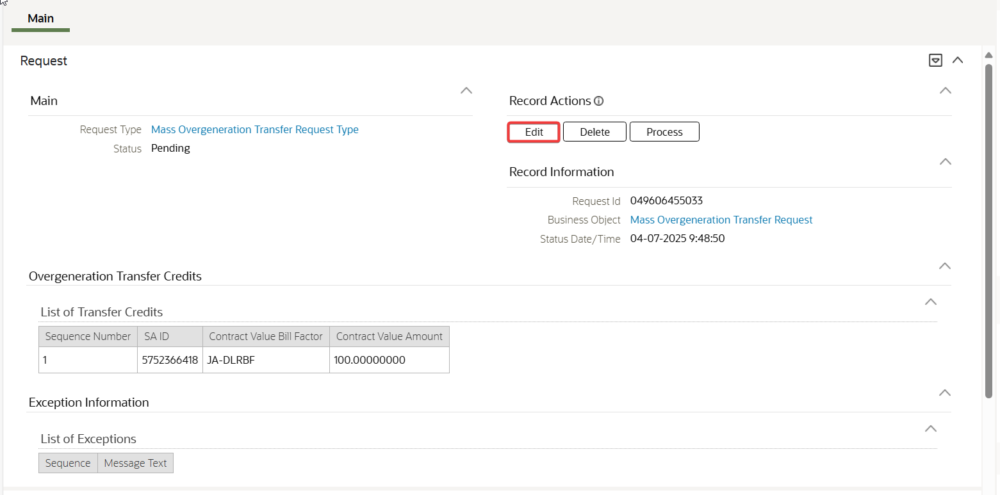 Main
Request
Main
Request Type Mass Overgeneration Transfer Request Type
Status Pending
Record Actions
Edit Delete Process
Record Information
Request Id 049606455033
Business Object Mass Overgeneration Transfer Request
Status Date/Time 04-07-2025 9:48:50
Overgeneration Transfer Credits
List of Transfer Credits
Sequence Number SA ID Contract Value Bill Factor Contract Value Amount
1 5752366418 JA-DLRBF 100.00000000
Exception Information
List of Exceptions
Sequence Message Text